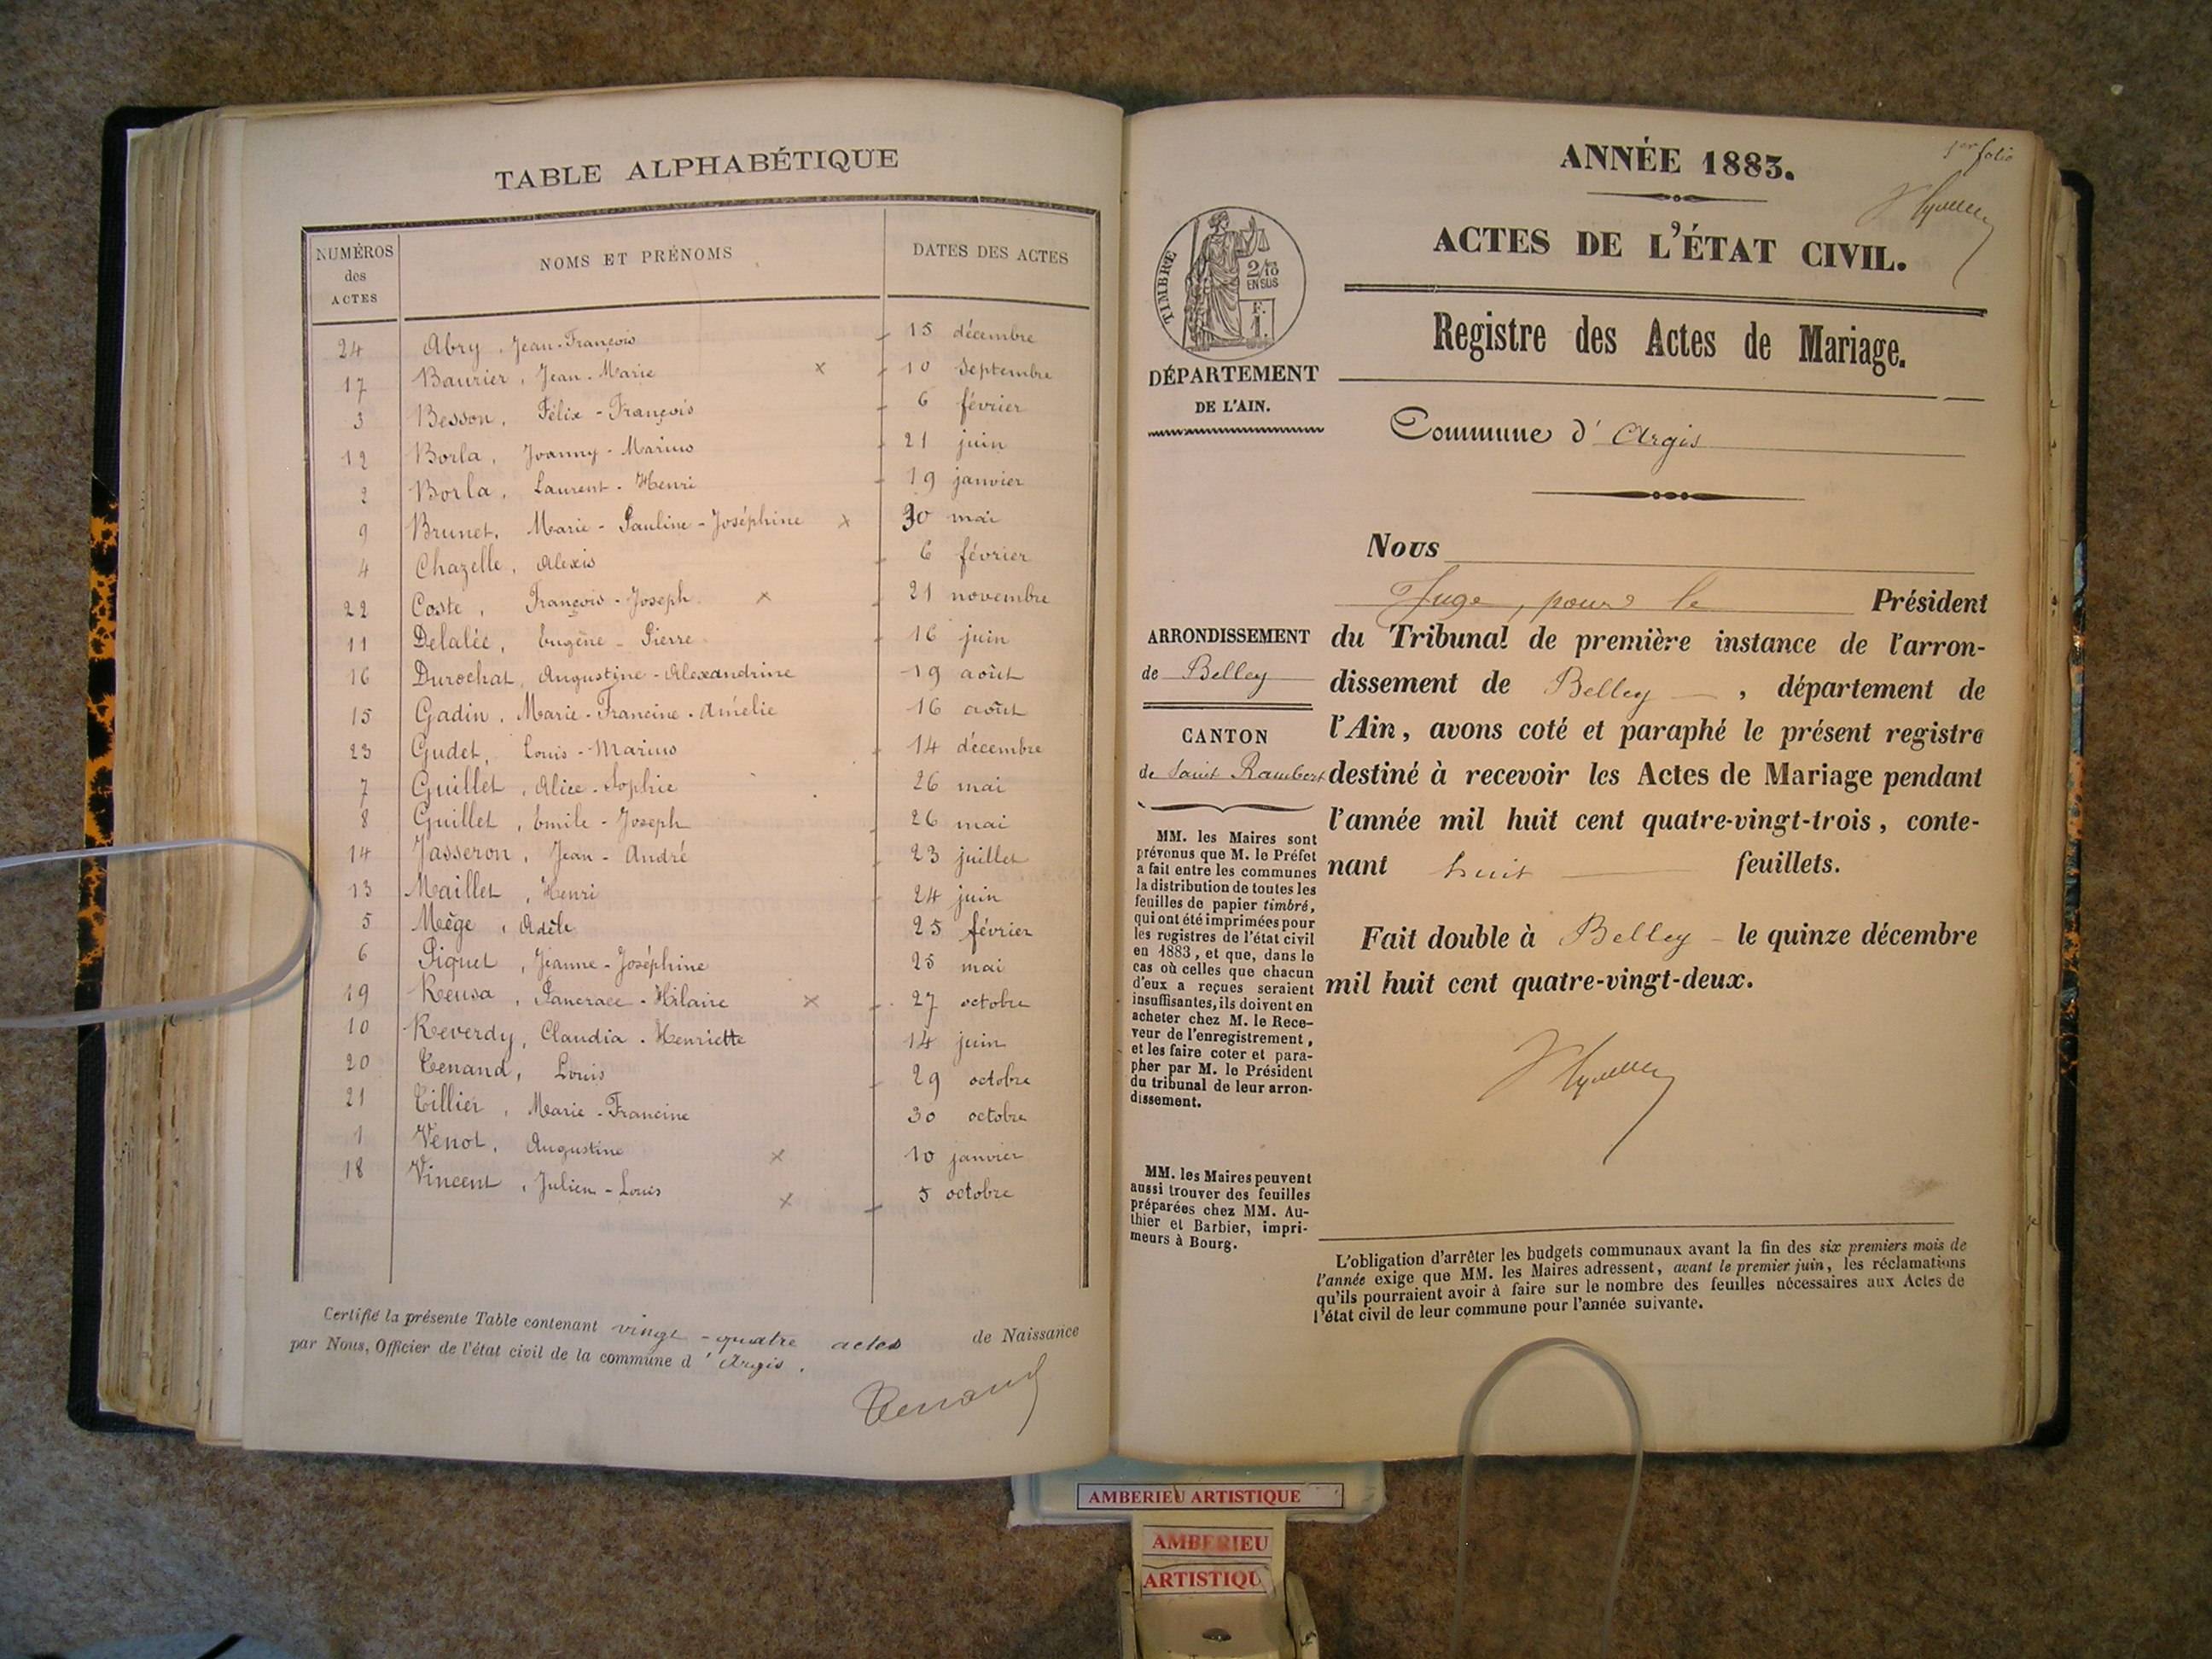 TABLE ALPHABÉTIQUE
NUMÉROS des ACTES
NOMS ET PRÉNOMS
DATES DES ACTES
24 Abry, Jean-François 15 décembre
17 Baurier, Jean-Marie x 10 Septembre
3 Besson, Félix-François 6 février
12 Borla, Joanny-Marius 21 juin
2 Borla, Laurent-Henri 19 janvier
9 Brunet, Marie-Pauline-Joséphine x 30 mai
4 Chazelle, Alexis 6 février
22 Coste, François-Joseph x 21 novembre
11 Delalée, Eugène-Pierre 16 juin
16 Durochat, Augustine-Alexandrine 19 août
15 Gadin, Marie-Francine-Amélie 16 août
23 Gudet, Louis-Marius 14 décembre
7 Guillet, Alice-Sophie 26 mai
8 Guillet, Émile-Joseph 26 mai
14 Jasseron, Jean-André 23 juillet
13 Maillet, Henri 24 juin
5 Mège, Adèle 25 février
6 Piquet, Jeanne-Joséphine 25 mai
19 Reusa, Pancrace-Hilaire x 27 octobre
10 Reverdy, Claudia-Henriette 14 juin
20 Tenand, Louis 29 octobre
21 Tillier, Marie-Francine 30 octobre
1 Venot, Augustine x 10 janvier
18 Vincent, Julien-Louis x 5 octobre
Certifié la présente Table contenant vingt-quatre actes de Naissance
par Nous, Officier de l'état civil de la commune d'Argis.
Tenand
1er folio
ANNÉE 1883.
ACTES DE L'ÉTAT CIVIL.
Registre des Actes de Mariage.
Commune d'Argis
TIMBRE
2/10
EN SUS
F.
1.
DÉPARTEMENT
DE L'AIN.
ARRONDISSEMENT
de Belley
CANTON
de Saint Rambert
MM. les Maires sont
prévenus que M. le Préfet
a fait entre les communes
la distribution de toutes les
feuilles de papier timbré,
qui ont été imprimées pour
les registres de l'état civil
en 1883, et que, dans le
cas où celles que chacun
d'eux a reçues seraient
insuffisantes, ils doivent en
acheter chez M. le Rece-
veur de l'enregistrement,
et les faire coter et para-
pher par M. le Président
du tribunal de leur arron-
dissement.
MM. les Maires peuvent
aussi trouver des feuilles
préparées chez MM. Au-
thier et Barbier, impri-
meurs à Bourg.
Nous
Juge, pour le Président
du Tribunal de première instance de l'arron-
dissement de Belley, département de
l'Ain, avons coté et paraphé le présent registre
destiné à recevoir les Actes de Mariage pendant
l'année mil huit cent quatre-vingt-trois, conte-
nant huit feuillets.
Fait double à Belley le quinze décembre
mil huit cent quatre-vingt-deux.
L'obligation d'arrêter les budgets communaux avant la fin des six premiers mois de
l'année exige que MM. les Maires adressent, avant le premier juin, les réclamations
qu'ils pourraient avoir à faire sur le nombre des feuilles nécessaires aux Actes de
l'état civil de leur commune pour l'année suivante.
AMBERIEU ARTISTIQUE
AMBERIEU
ARTISTIQU